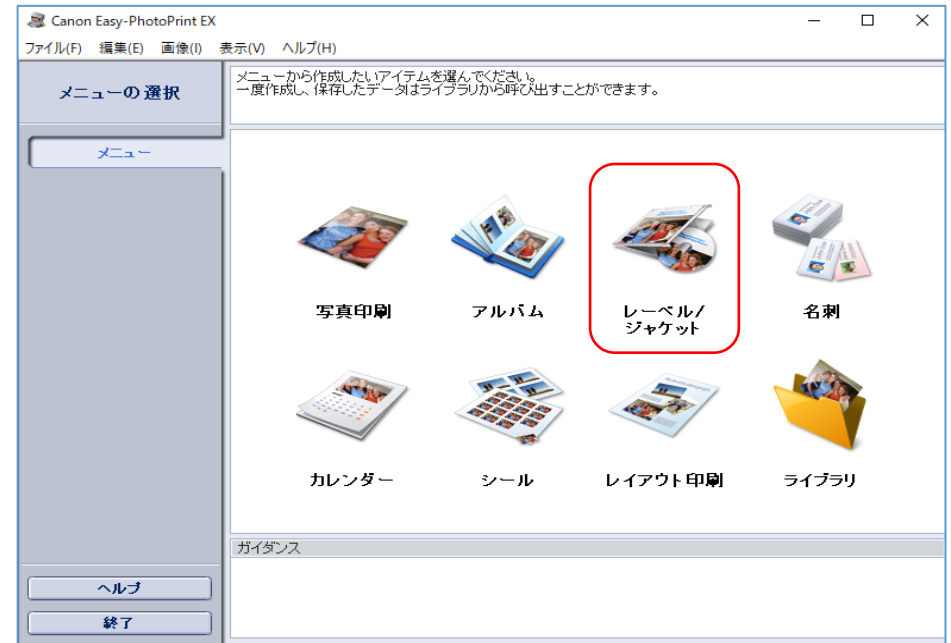 Canon Easy-PhotoPrint EX
ファイル(F) 編集(E) 画像(I) 表示(V) ヘルプ(H)
メニューの選択
メニューから作成したいアイテムを選んでください。
一度作成し、保存したデータはライブラリから呼び出すことができます。
メニュー
写真印刷
アルバム
レーベル/
ジャケット
名刺
カレンダー
シール
レイアウト印刷
ライブラリ
ガイダンス
ヘルプ
終了